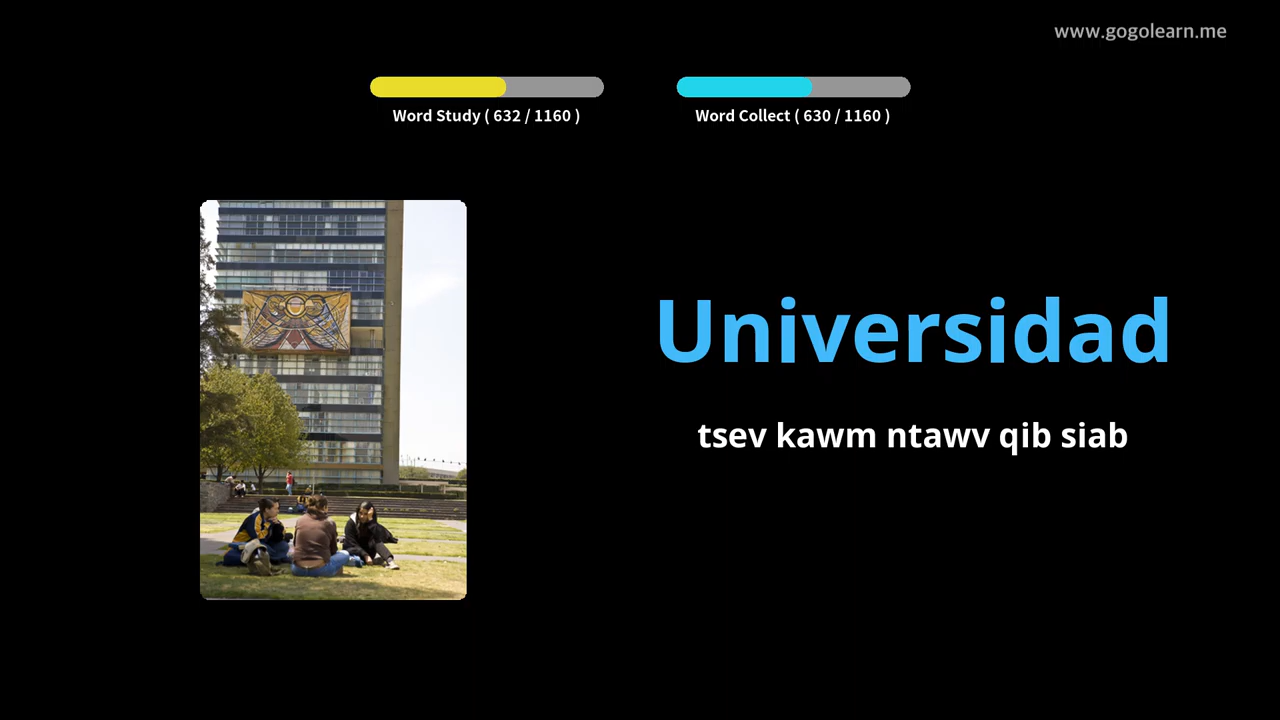 www.gogolearn.me
Word Study ( 632 / 1160 )
Word Collect ( 630 / 1160 )
Universidad
tsev kawm ntawv qib siab